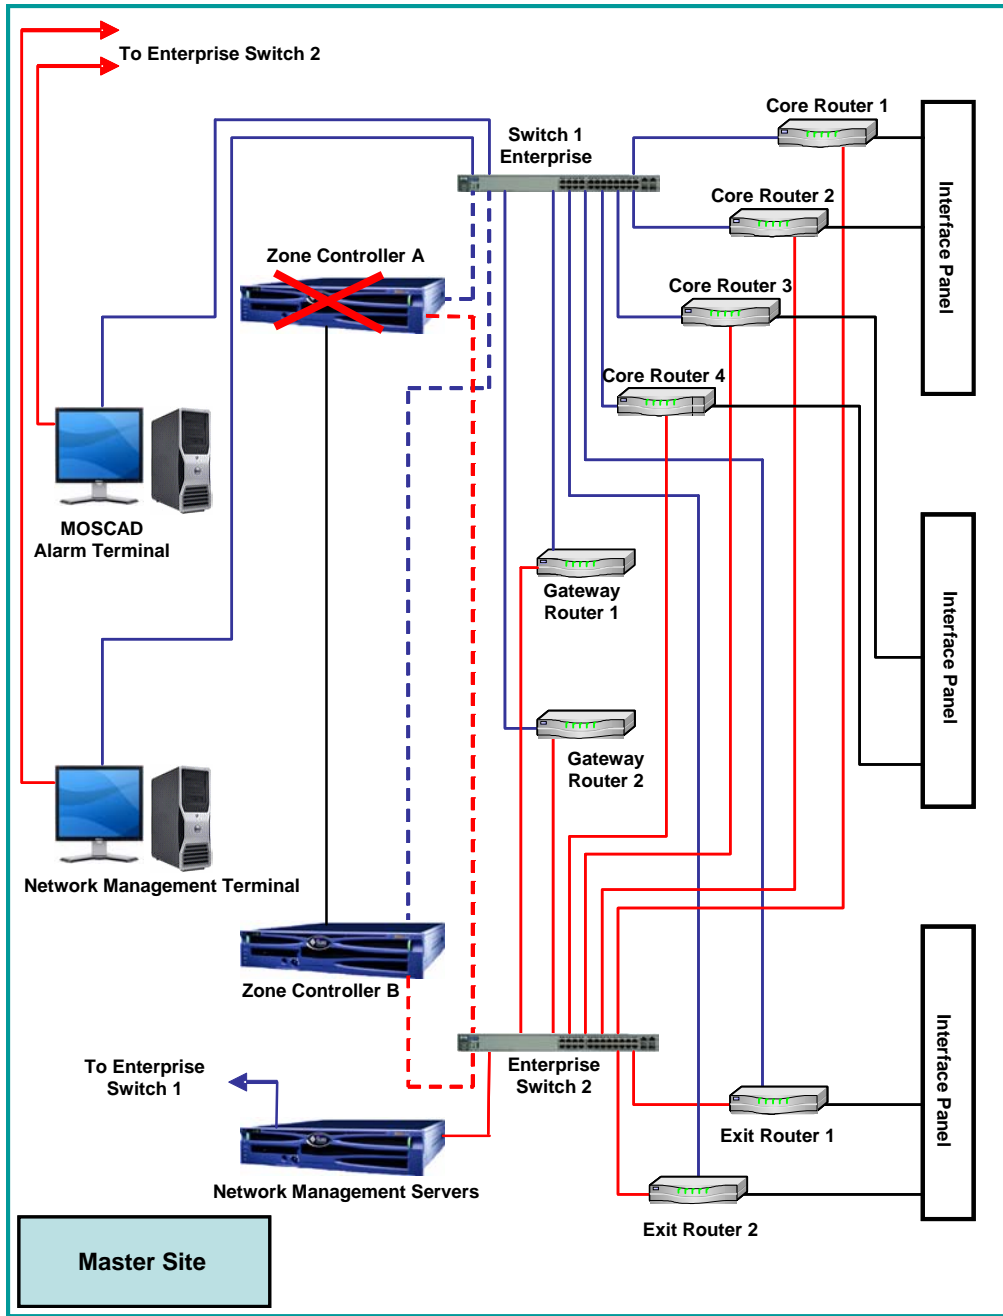 To Enterprise Switch 2
Core Router 1
Switch 1
Enterprise
Core Router 2
Interface Panel
Zone Controller A
Core Router 3
Core Router 4
MOSCAD
Alarm Terminal
Gateway
Router 1
Interface Panel
Gateway
Router 2
Network Management Terminal
Zone Controller B
To Enterprise
Switch 1
Enterprise
Switch 2
Interface Panel
Exit Router 1
Network Management Servers
Exit Router 2
Master Site